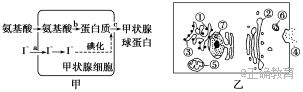 氨基酸 氨基酸 b 蛋白质 c 甲状腺球蛋白
I⁻ a I⁻ I⁻ 碘化
甲状腺细胞
甲
① ② ③ ④ ⑤ ⑥ ⑦
乙
@正确教育